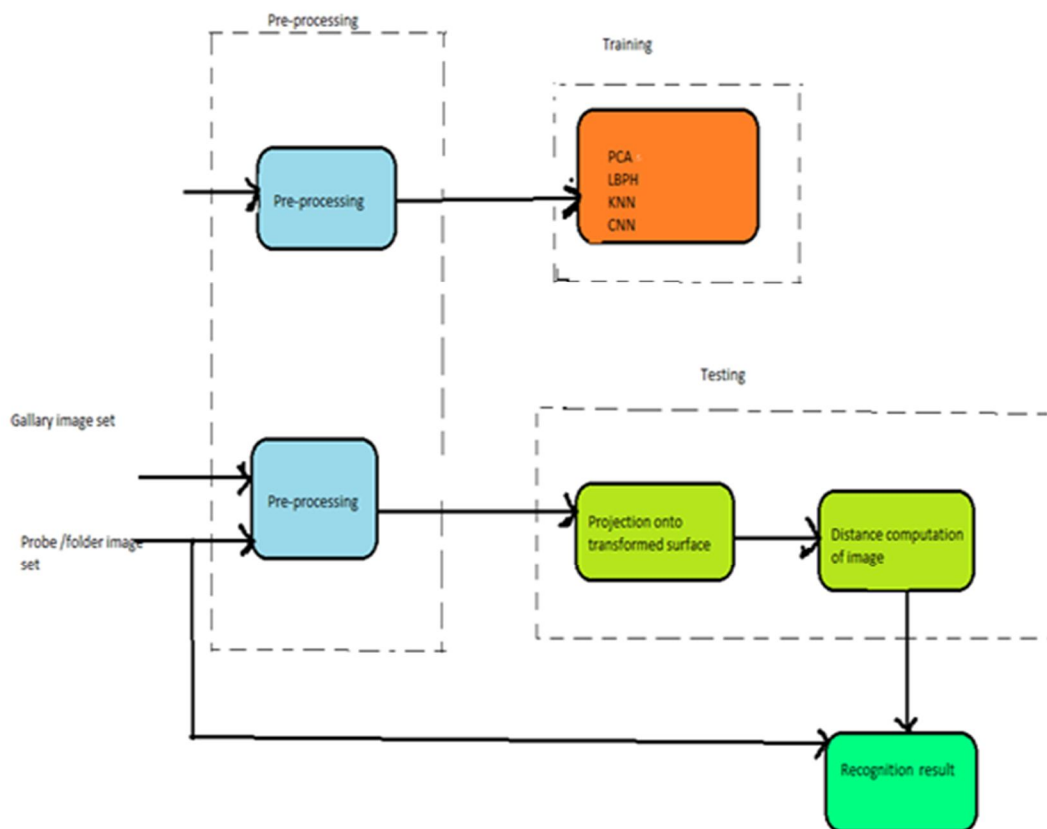 Pre-processing
Training
Pre-processing
PCA
LBPH
KNN
CNN
Testing
Gallary image set
Pre-processing
Probe /folder image
set
Projection onto
transformed surface
Distance computation
of image
Recognition result